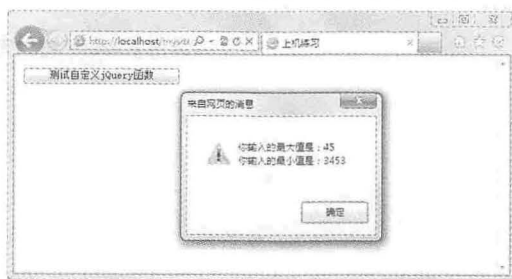 http://localhost/
上机练习
测试自定义jQuery函数
来自网页的消息
你输入的最大值是：45
你输入的最小值是：3453
确定